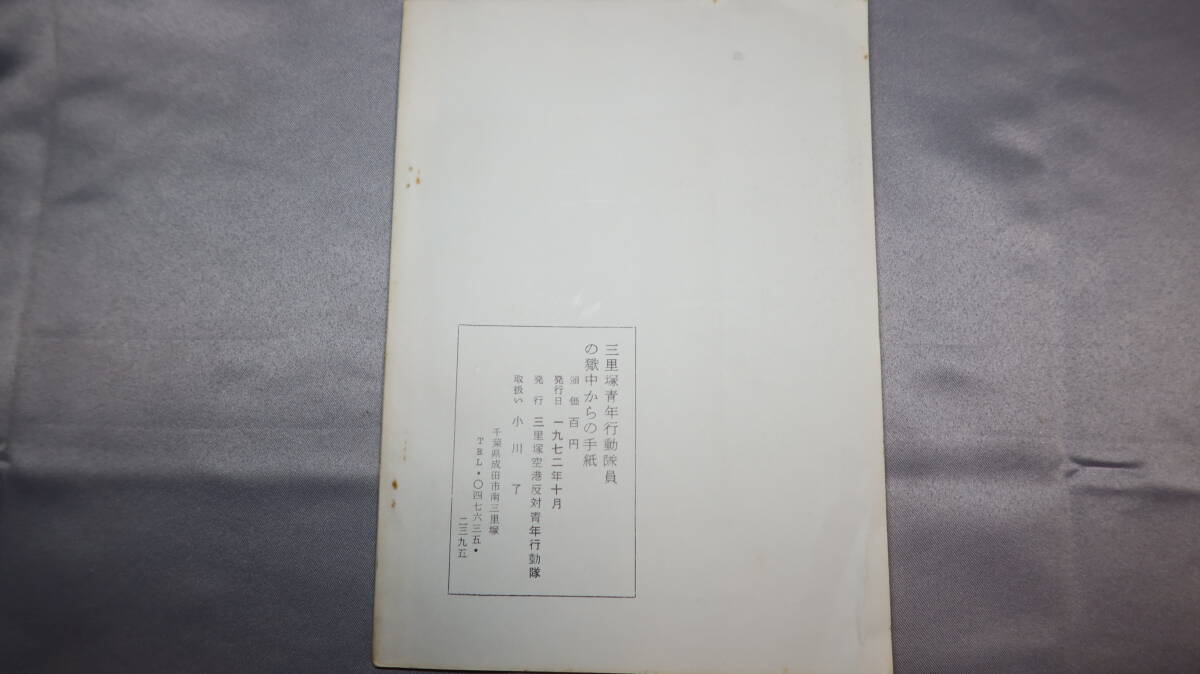 三里塚青年行動隊員
の獄中からの手紙
頒価 百円
発行日 一九七二年十月
発行 三里塚空港反対青年行動隊
取扱い 小川了
千葉県成田市南三里塚
TEL・〇四七六三五・
二三九五